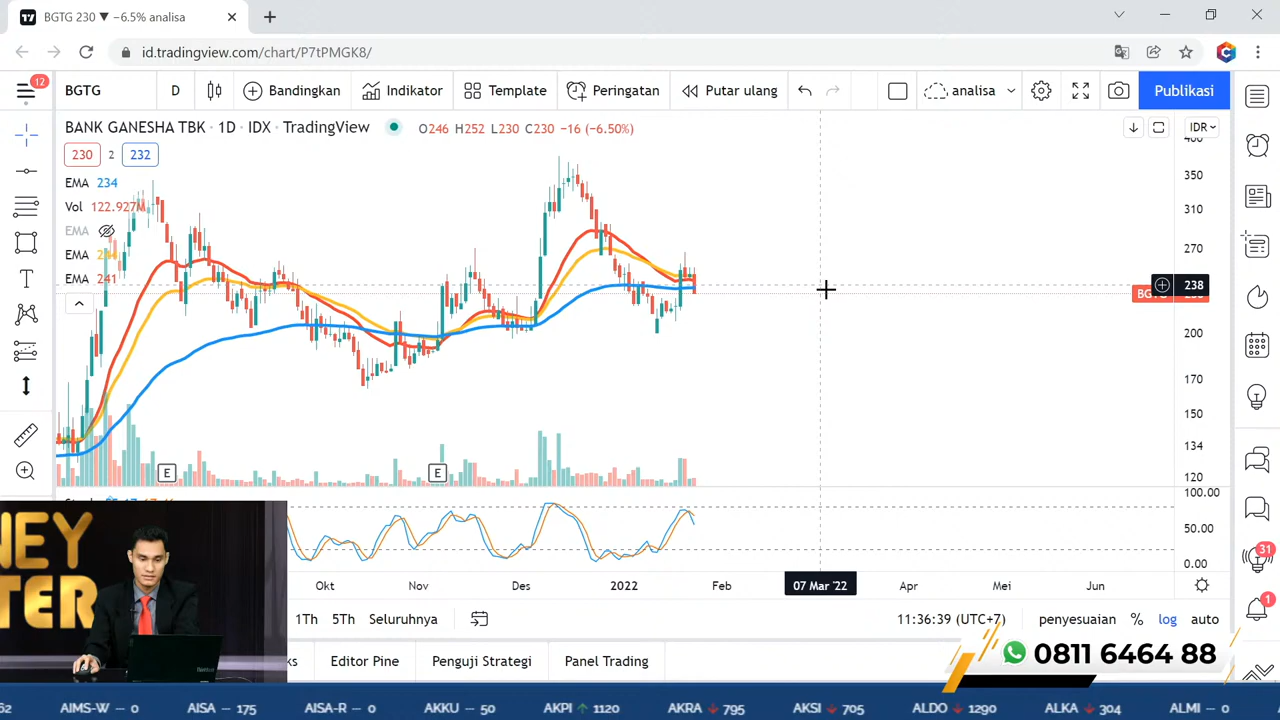 BGTG 230 ▼ −6.5% analisa
id.tradingview.com/chart/P7tPMGK8/
12
BGTG D Bandingkan Indikator Template Peringatan Putar ulang analisa Publikasi
BANK GANESHA TBK · 1D · IDX · TradingView O246 H252 L230 C230 −16 (−6.50%)
IDR
230 2 232
EMA 234
Vol 122.927M
EMA
EMA
EMA 241
400
350
310
270
238
200
170
150
134
120
E E
100.00
50.00
0.00
Okt Nov Des 2022 Feb 07 Mar '22 Apr Mei Jun
1Th 5Th Seluruhnya 11:36:39 (UTC+7) penyesuaian % log auto
Editor Pine Penguji Strategi Panel Trading
31
1
0811 6464 88
62 AIMS-W – 0 AISA – 175 AISA-R – 0 AKKU – 50 AKPI 1120 AKRA 795 AKSI 705 ALDO 1290 ALKA 304 ALMI – 0